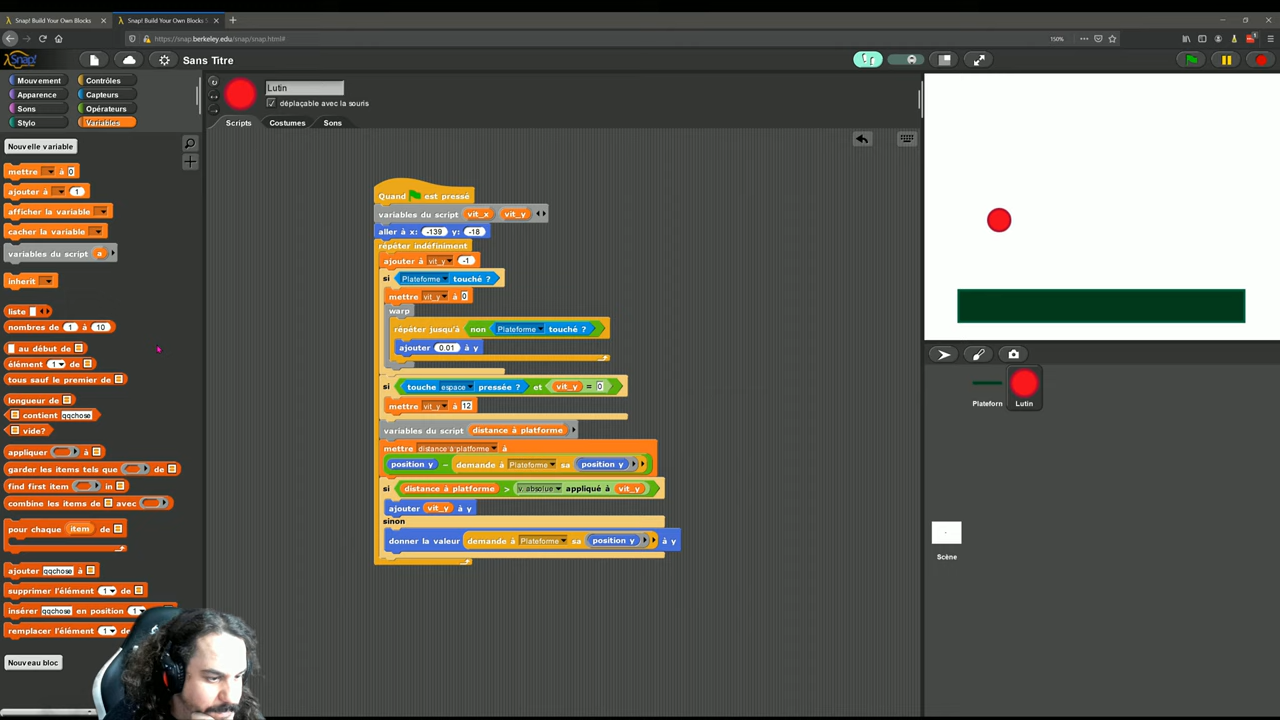 Snap! Build Your Own Blocks
Snap! Build Your Own Blocks
https://snap.berkeley.edu/snap/snap.html#
150%
Snap!
Sans Titre
Mouvement
Contrôles
Apparence
Capteurs
Sons
Opérateurs
Stylo
Variables
Nouvelle variable
mettre à 0
ajouter à 1
afficher la variable
cacher la variable
variables du script a
inherit
liste
nombres de 1 à 10
au début de
élément 1 de
tous sauf le premier de
longueur de
contient qqchose
vide?
appliquer à
garder les items tels que de
find first item in
combine les items de avec
pour chaque item de
ajouter qqchose à
supprimer l'élément 1 de
insérer qqchose en position 1
remplacer l'élément 1 de
Nouveau bloc
Lutin
déplaçable avec la souris
Scripts
Costumes
Sons
Quand est pressé
variables du script vit_x vit_y
aller à x: -139 y: -18
répéter indéfiniment
ajouter à vit_y -1
si Plateforme touché ?
mettre vit_y à 0
warp
répéter jusqu'à non Plateforme touché ?
ajouter 0.01 à y
si touche espace pressée ? et vit_y = 0
mettre vit_y à 12
variables du script distance à platforme
mettre distance à platforme à
position y - demande à Plateforme sa position y
si distance à platforme > v. absolue appliqué à vit_y
ajouter vit_y à y
sinon
donner la valeur demande à Plateforme sa position y à y
Plateforn
Lutin
Scène